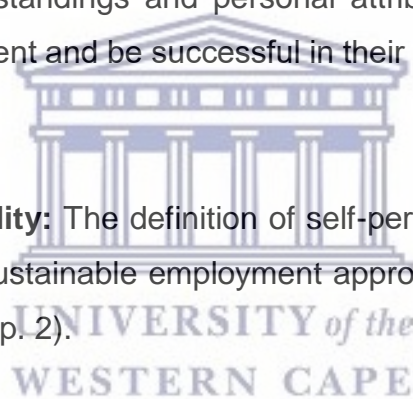 standings and personal attrib
ent and be successful in their
lity: The definition of self-per
ustainable employment appro
p. 2).
UNIVERSITY of the
WESTERN CAPE